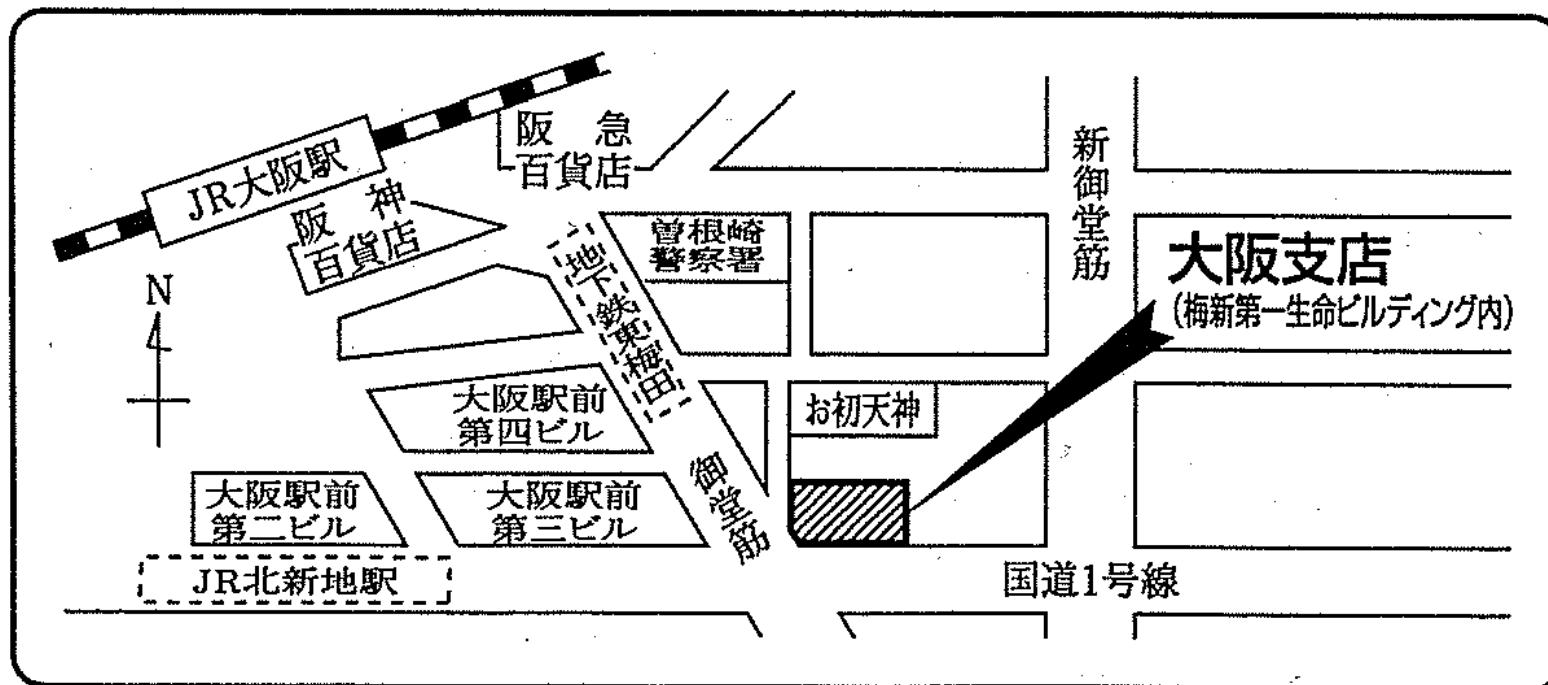 阪急
百貨店
JR大阪駅
阪神
百貨店
新御堂筋
曽根崎
警察署
大阪支店
(梅新第一生命ビルディング内)
N
地下鉄東梅田
大阪駅前
第四ビル
お初天神
御堂筋
大阪駅前
第二ビル
大阪駅前
第三ビル
JR北新地駅
国道1号線